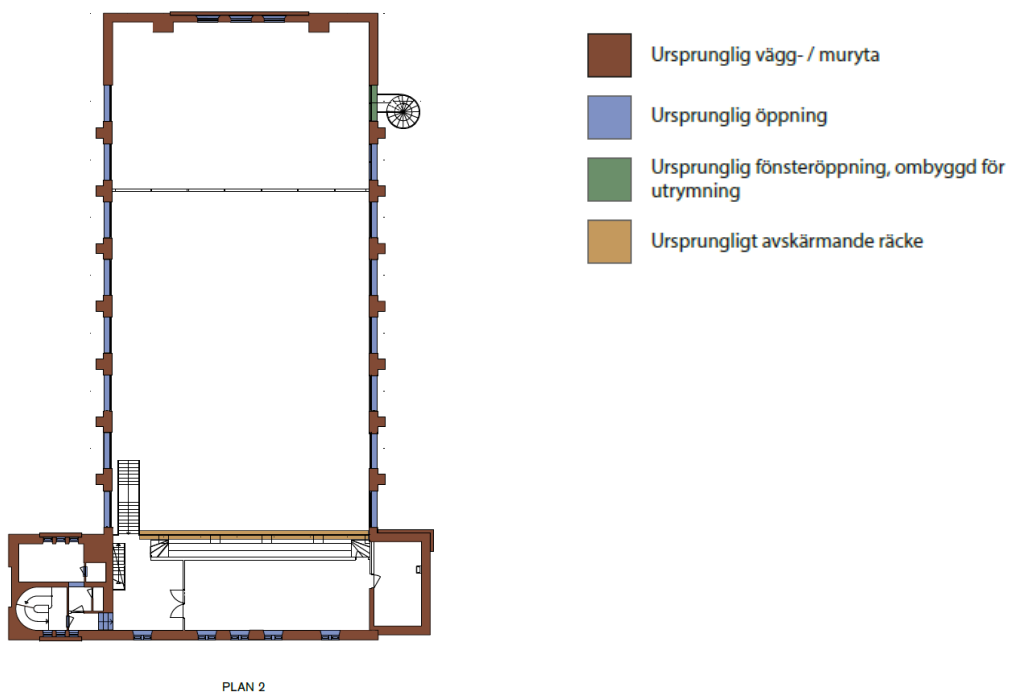 Ursprunglig vägg- / muryta
Ursprunglig öppning
Ursprunglig fönsteröppning, ombyggd för
utrymning
Ursprungligt avskärmande räcke
PLAN 2